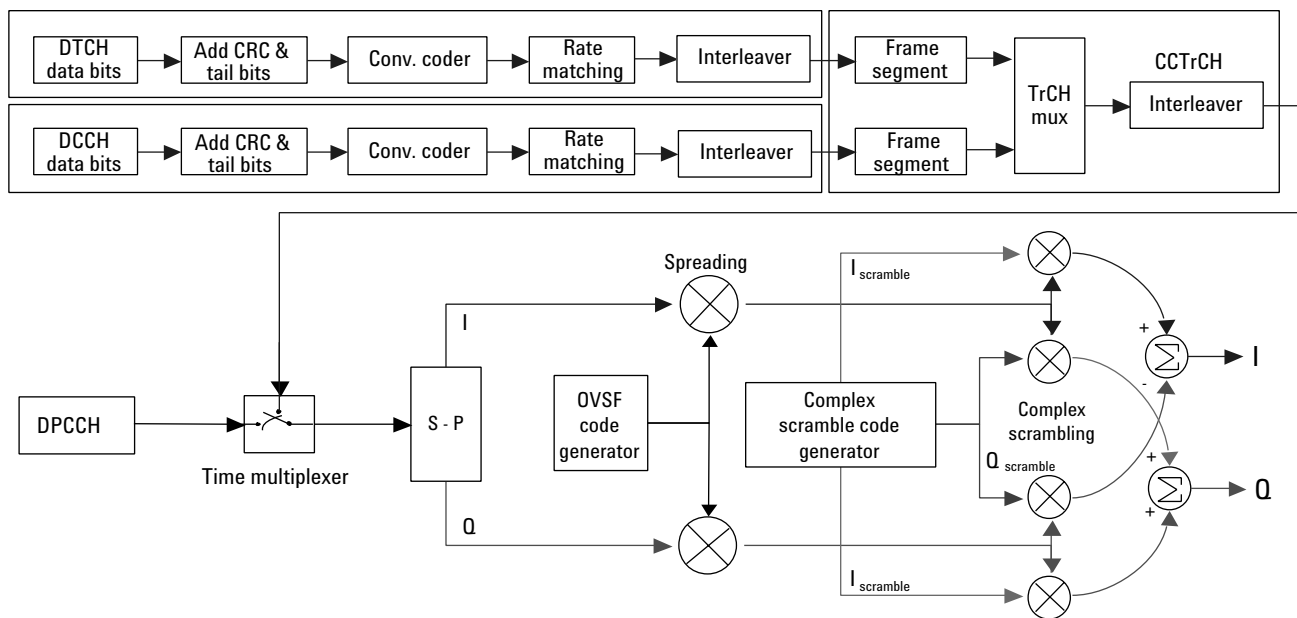 DTCH
data bits
Add CRC &
tail bits
Conv. coder
Rate
matching
Interleaver
Frame
segment
TrCH
mux
CCTrCH
Interleaver
DCCH
data bits
Add CRC &
tail bits
Conv. coder
Rate
matching
Interleaver
Frame
segment
DPCCH
Time multiplexer
S - P
I
Q
Spreading
OVSF
code
generator
Complex
scramble code
generator
I scramble
Complex
scrambling
Q scramble
I scramble
+
Σ
-
I
+
Σ
+
Q